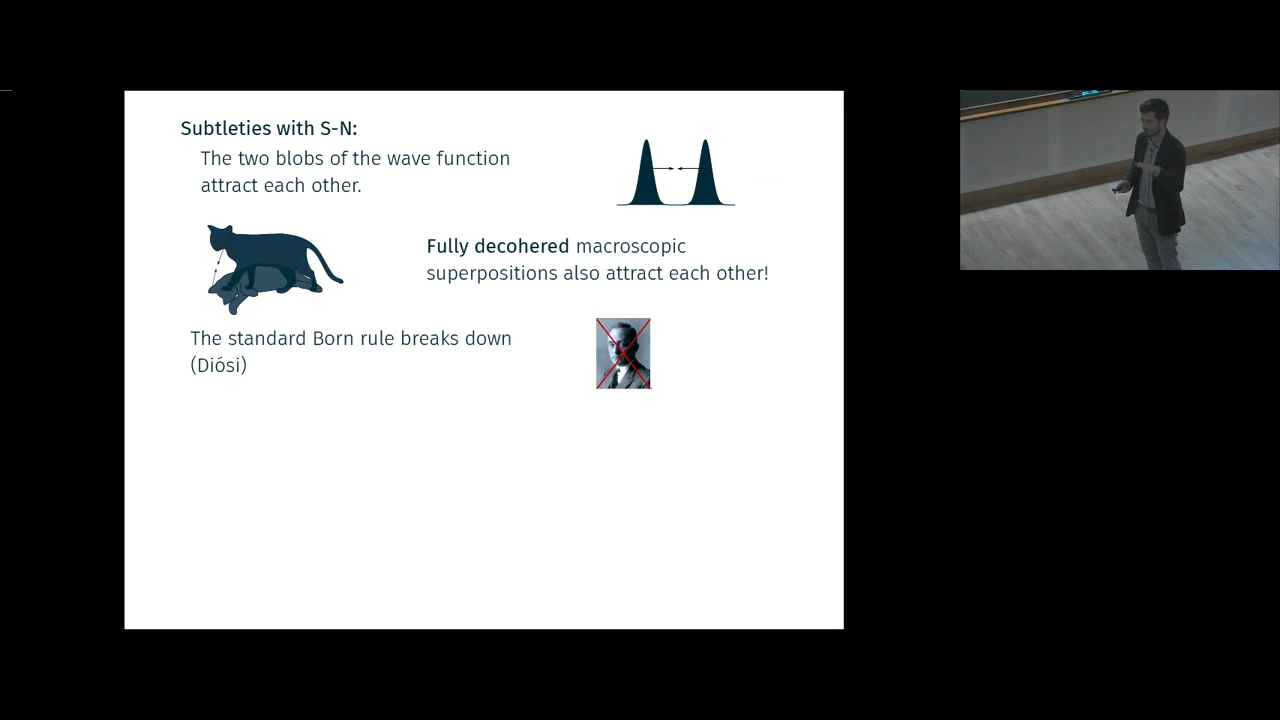 Subtleties with S-N:
The two blobs of the wave function
attract each other.
Fully decohered macroscopic
superpositions also attract each other!
The standard Born rule breaks down
(Diósi)